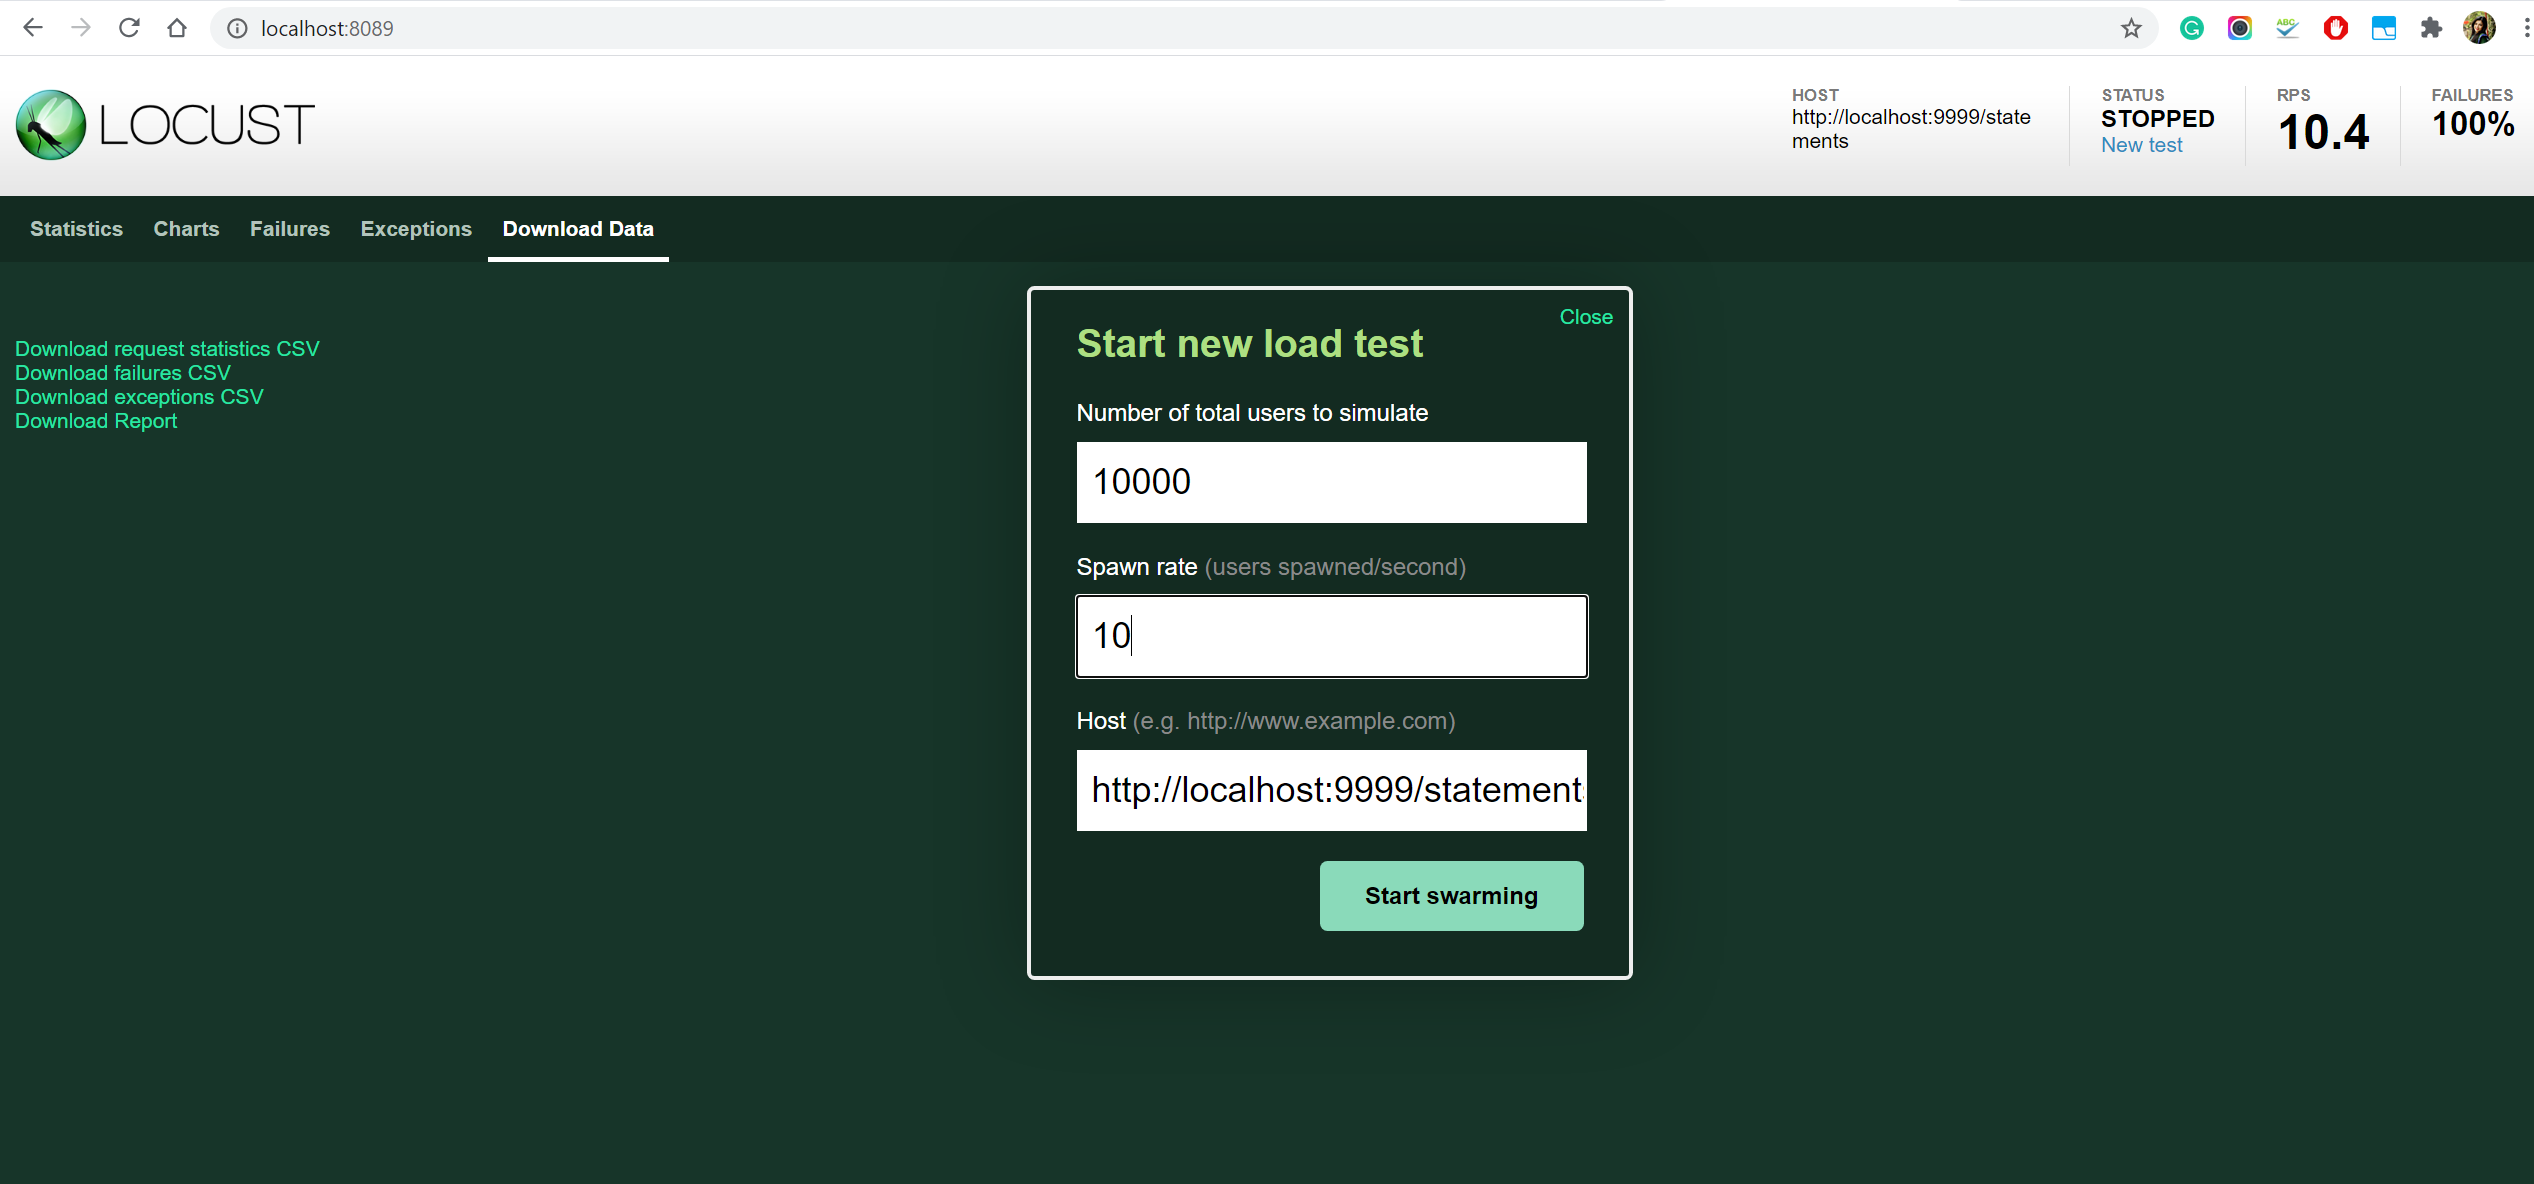 localhost:8089
LOCUST
HOST
http://localhost:9999/state
ments
STATUS
STOPPED
New test
RPS
10.4
FAILURES
100%
Statistics Charts Failures Exceptions Download Data
Download request statistics CSV
Download failures CSV
Download exceptions CSV
Download Report
Close
Start new load test
Number of total users to simulate
10000
Spawn rate (users spawned/second)
10
Host (e.g. http://www.example.com)
http://localhost:9999/statements
Start swarming
ABC